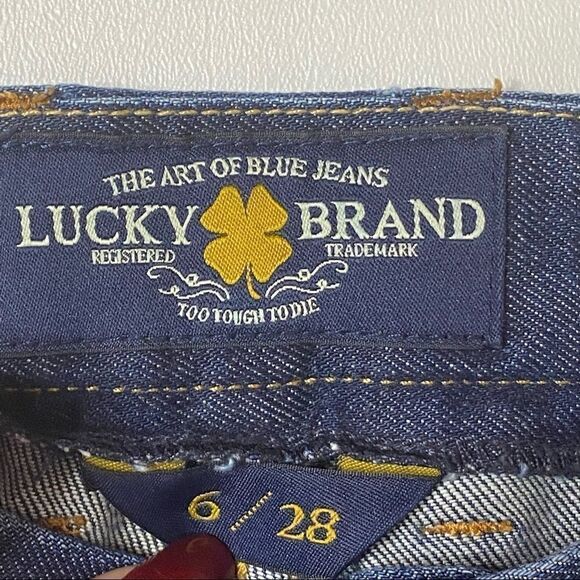 THE ART OF BLUE JEANS
LUCKY BRAND
REGISTERED TRADEMARK
TOO TOUGH TO DIE
6 / 28